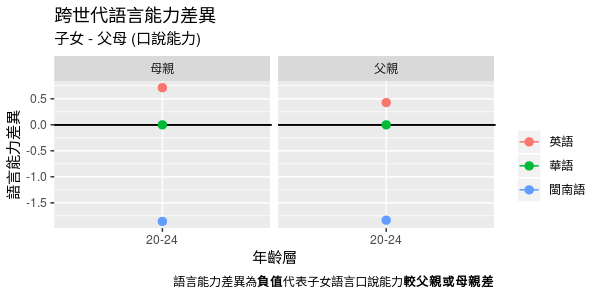 跨世代語言能力差異
子女 - 父母 (口說能力)
母親
父親
語言能力差異
0.5
0.0
-0.5
-1.0
-1.5
20-24
20-24
年齡層
英語
華語
閩南語
語言能力差異為負值代表子女語言口說能力較父親或母親差